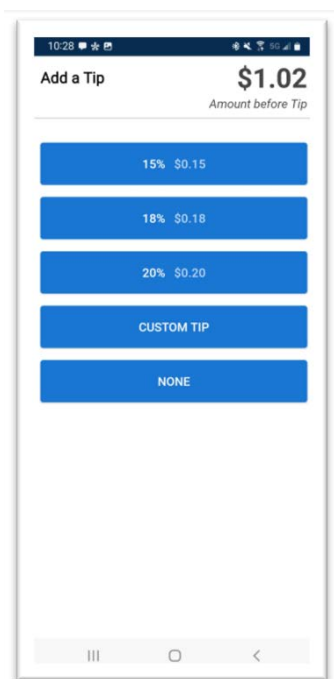 10:28 5G
Add a Tip $1.02
Amount before Tip
15% $0.15
18% $0.18
20% $0.20
CUSTOM TIP
NONE